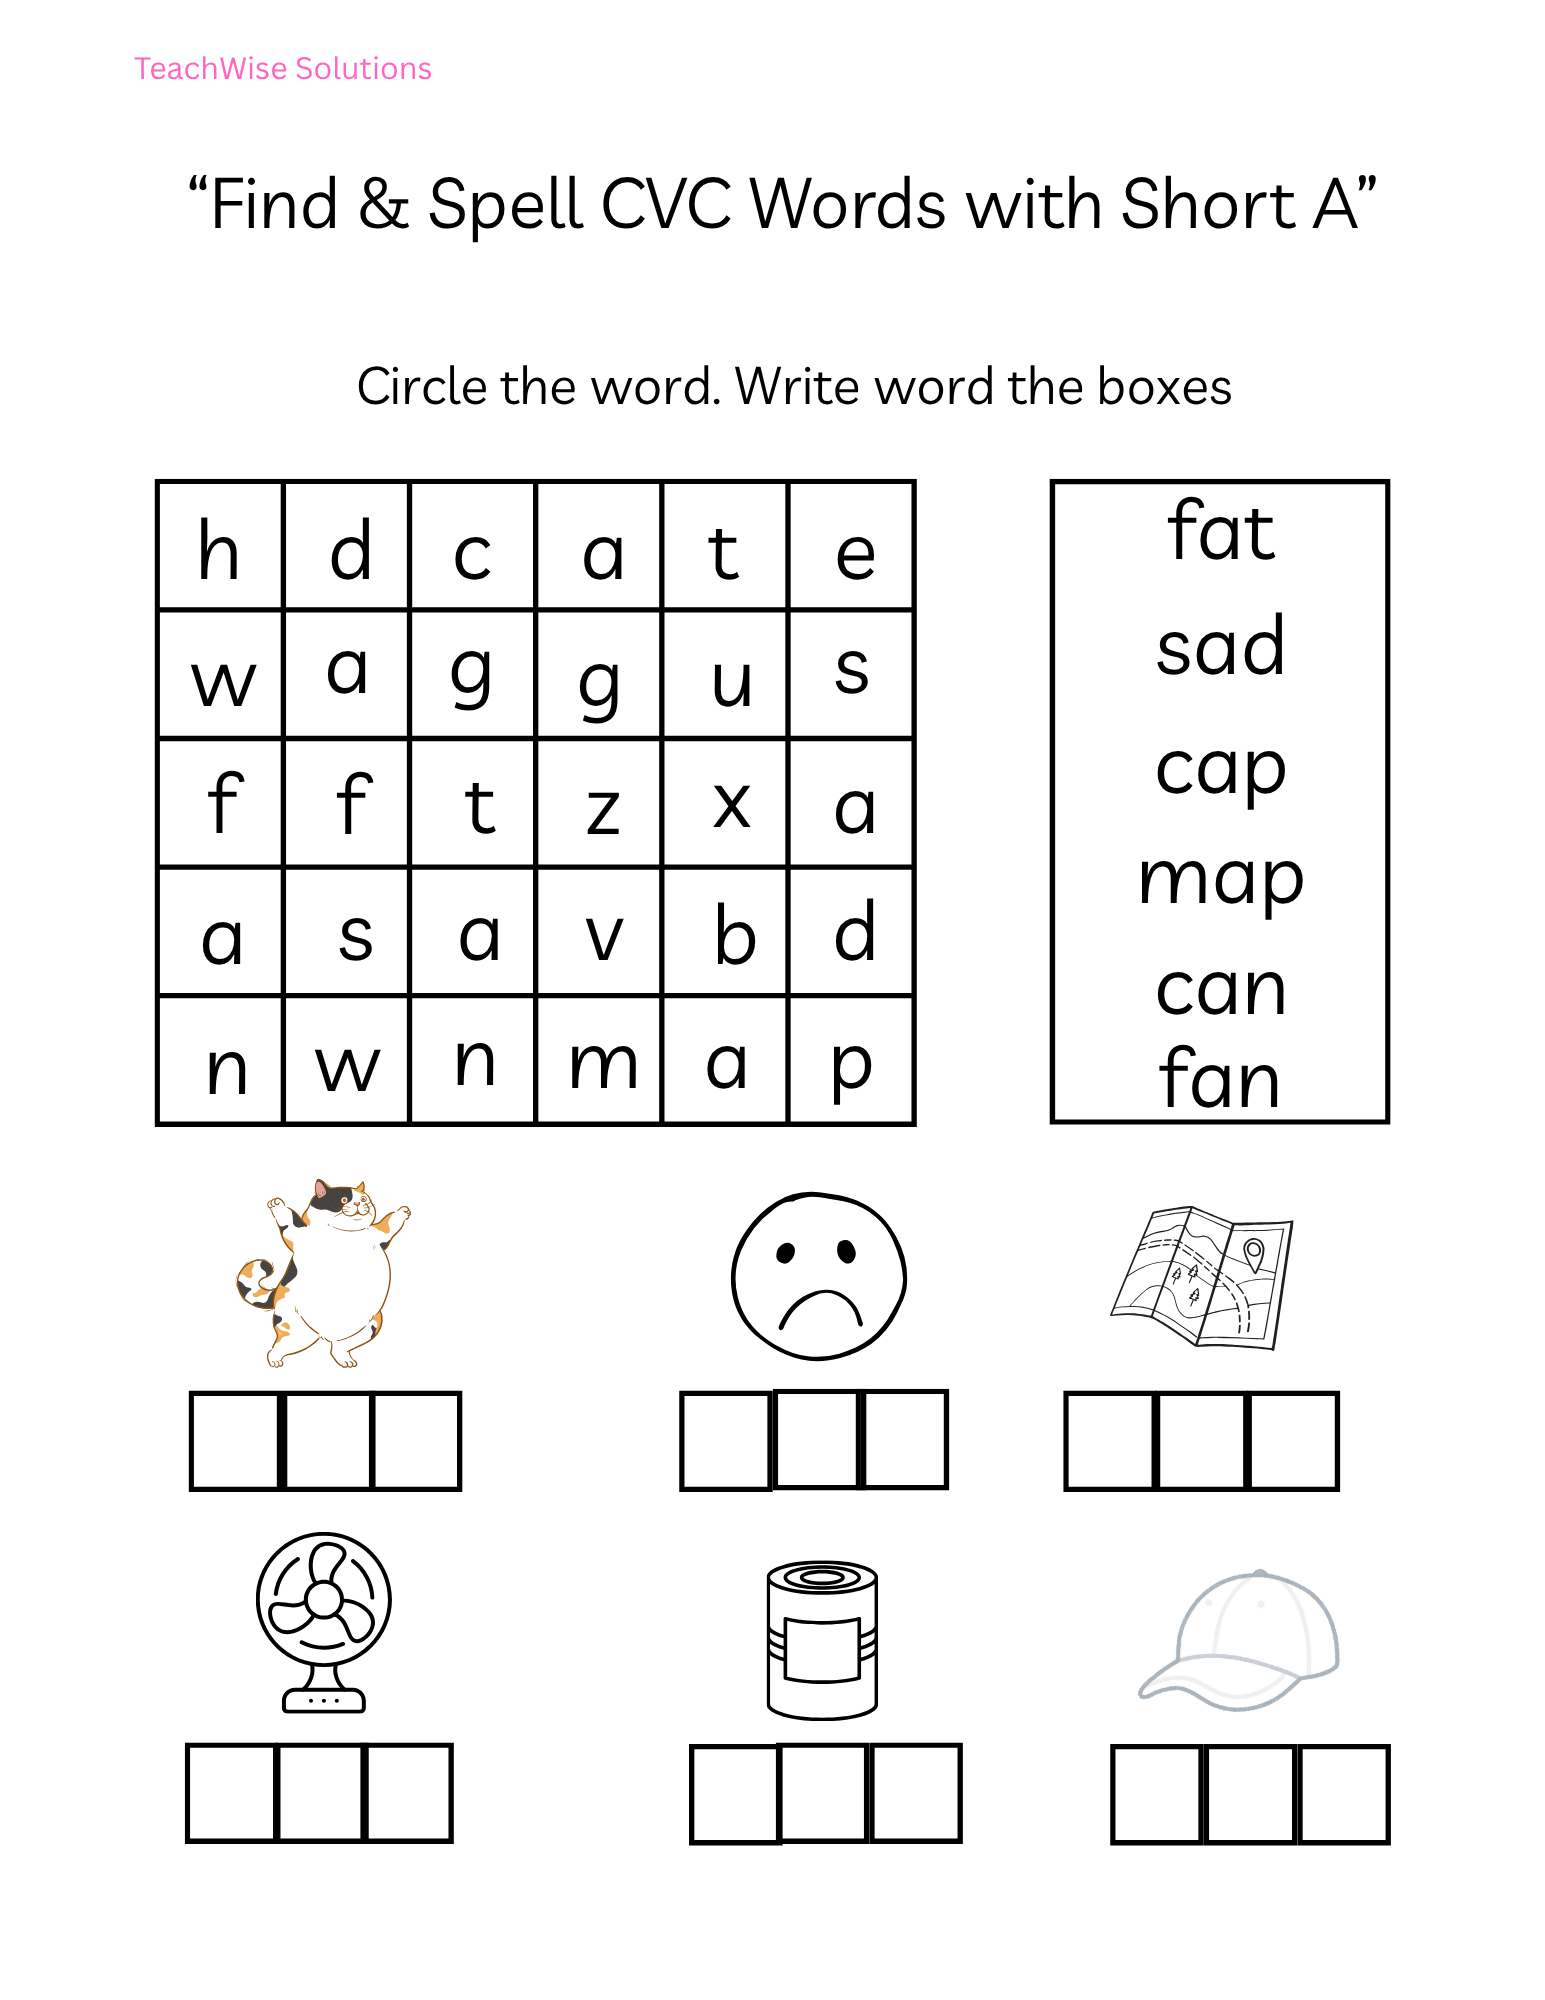 TeachWise Solutions
“Find & Spell CVC Words with Short A”
Circle the word. Write word the boxes
h d c a t e
w a g g u s
f f t z x a
a s a v b d
n w n m a p
fat
sad
cap
map
can
fan